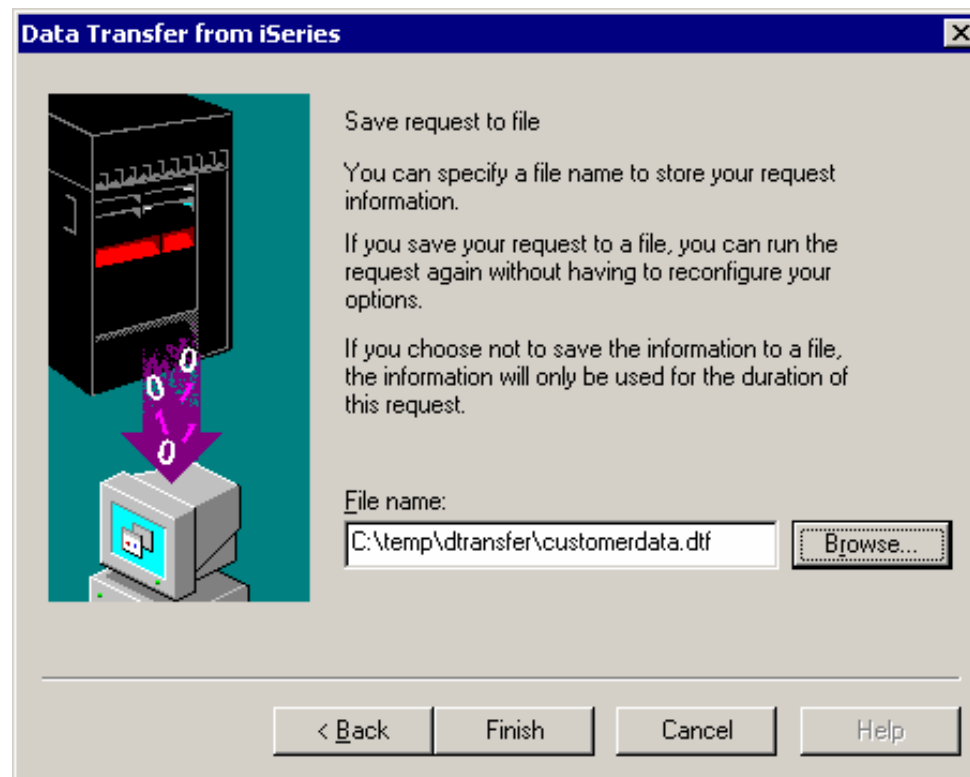 Data Transfer from iSeries
Save request to file
You can specify a file name to store your request
information.
If you save your request to a file, you can run the
request again without having to reconfigure your
options.
If you choose not to save the information to a file,
the information will only be used for the duration of
this request.
File name:
C:\temp\dtransfer\customerdata.dtf
Browse...
< Back
Finish
Cancel
Help